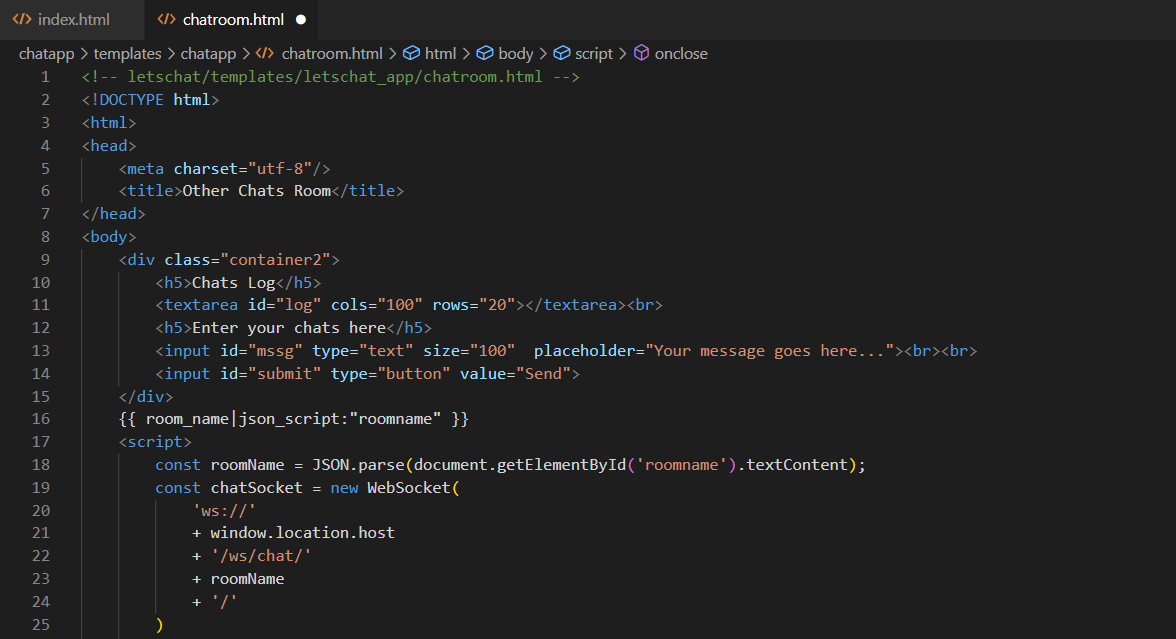 </> index.html </> chatroom.html ●
chatapp > templates > chatapp > </> chatroom.html > html > body > script > onclose
1 <!-- letschat/templates/letschat_app/chatroom.html -->
2 <!DOCTYPE html>
3 <html>
4 <head>
5 <meta charset="utf-8"/>
6 <title>Other Chats Room</title>
7 </head>
8 <body>
9 <div class="container2">
10 <h5>Chats Log</h5>
11 <textarea id="log" cols="100" rows="20"></textarea><br>
12 <h5>Enter your chats here</h5>
13 <input id="mssg" type="text" size="100"  placeholder="Your message goes here..."><br><br>
14 <input id="submit" type="button" value="Send">
15 </div>
16 {{ room_name|json_script:"roomname" }}
17 <script>
18 const roomName = JSON.parse(document.getElementById('roomname').textContent);
19 const chatSocket = new WebSocket(
20 'ws://'
21 + window.location.host
22 + '/ws/chat/'
23 + roomName
24 + '/'
25 )